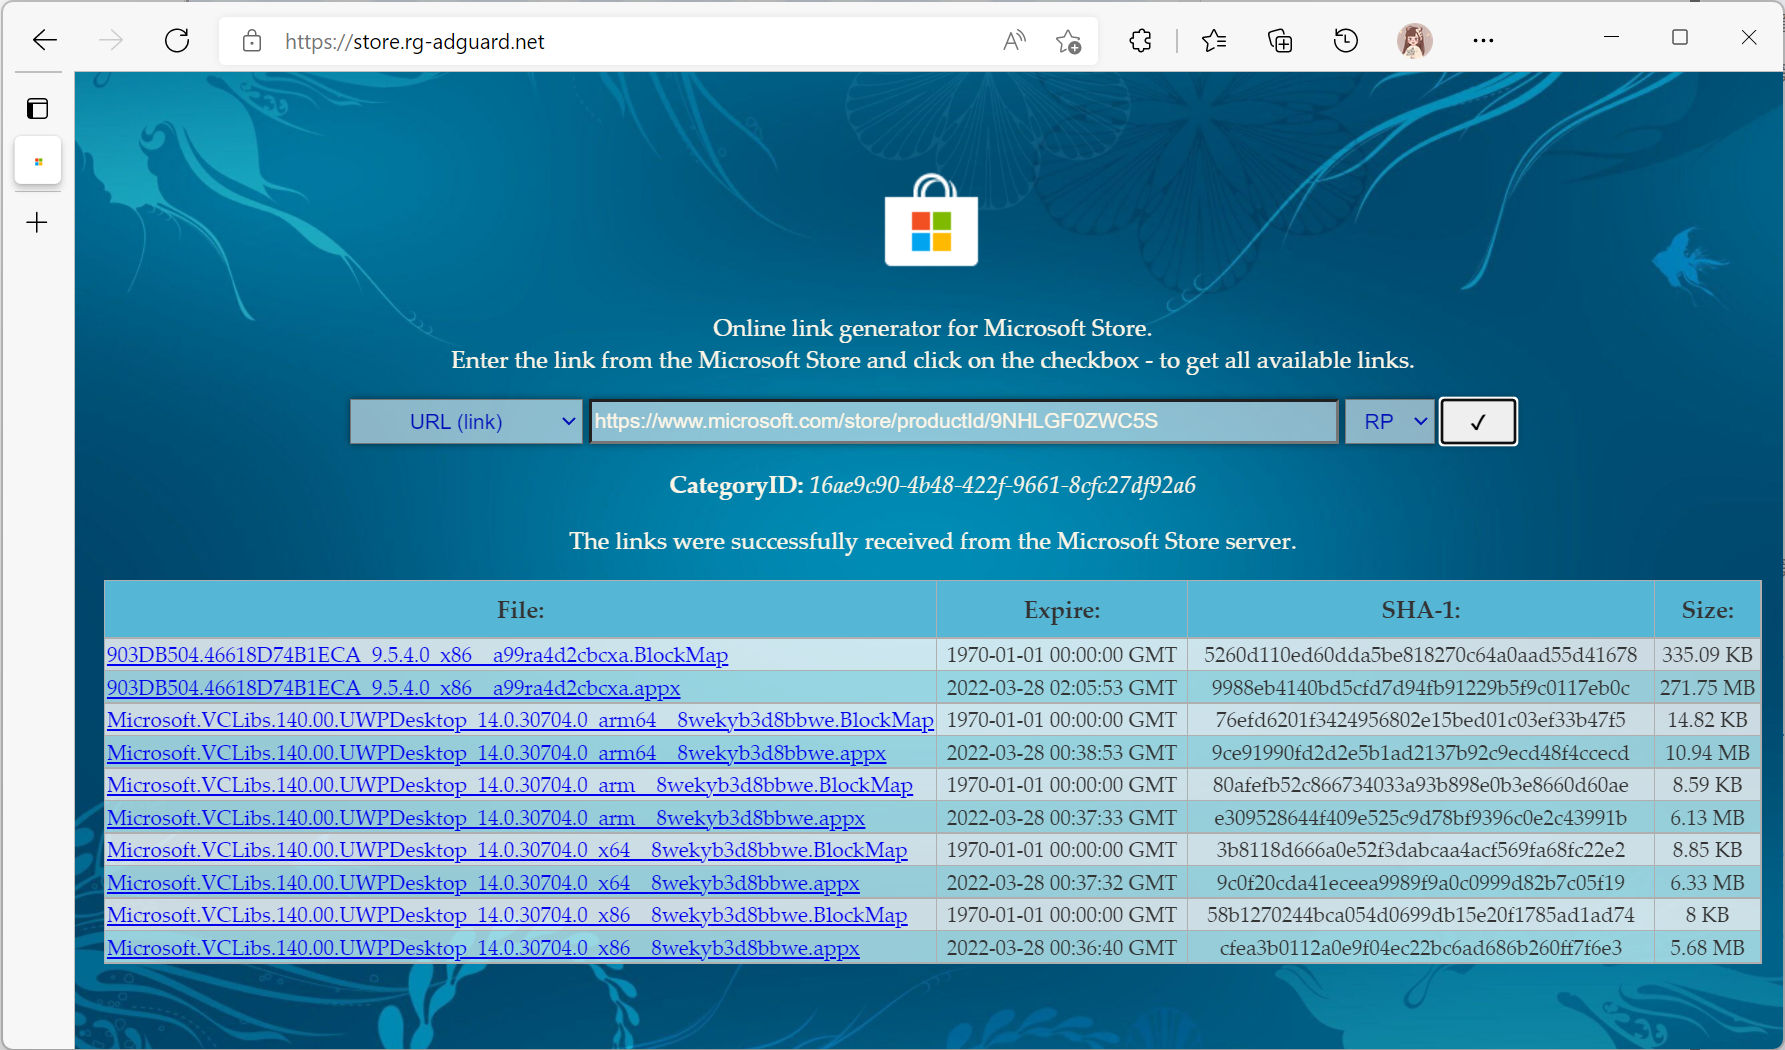 https://store.rg-adguard.net
Online link generator for Microsoft Store.
Enter the link from the Microsoft Store and click on the checkbox - to get all available links.
URL (link) https://www.microsoft.com/store/productId/9NHLGF0ZWC5S RP ✓
CategoryID: 16ae9c90-4b48-422f-9661-8cfc27df92a6
The links were successfully received from the Microsoft Store server.
File: Expire: SHA-1: Size:
903DB504.46618D74B1ECA_9.5.4.0_x86__a99ra4d2cbcxa.BlockMap 1970-01-01 00:00:00 GMT 5260d110ed60dda5be818270c64a0aad55d41678 335.09 KB
903DB504.46618D74B1ECA_9.5.4.0_x86__a99ra4d2cbcxa.appx 2022-03-28 02:05:53 GMT 9988eb4140bd5cfd7d94fb91229b5f9c0117eb0c 271.75 MB
Microsoft.VCLibs.140.00.UWPDesktop_14.0.30704.0_arm64__8wekyb3d8bbwe.BlockMap 1970-01-01 00:00:00 GMT 76efd6201f3424956802e15bed01c03ef33b47f5 14.82 KB
Microsoft.VCLibs.140.00.UWPDesktop_14.0.30704.0_arm64__8wekyb3d8bbwe.appx 2022-03-28 00:38:53 GMT 9ce91990fd2d2e5b1ad2137b92c9ecd48f4ccecd 10.94 MB
Microsoft.VCLibs.140.00.UWPDesktop_14.0.30704.0_arm__8wekyb3d8bbwe.BlockMap 1970-01-01 00:00:00 GMT 80afefb52c866734033a93b898e0b3e8660d60ae 8.59 KB
Microsoft.VCLibs.140.00.UWPDesktop_14.0.30704.0_arm__8wekyb3d8bbwe.appx 2022-03-28 00:37:33 GMT e309528644f409e525c9d78bf9396c0e2c43991b 6.13 MB
Microsoft.VCLibs.140.00.UWPDesktop_14.0.30704.0_x64__8wekyb3d8bbwe.BlockMap 1970-01-01 00:00:00 GMT 3b8118d666a0e52f3dabcaa4acf569fa68fc22e2 8.85 KB
Microsoft.VCLibs.140.00.UWPDesktop_14.0.30704.0_x64__8wekyb3d8bbwe.appx 2022-03-28 00:37:32 GMT 9c0f20cda41eceea9989f9a0c0999d82b7c05f19 6.33 MB
Microsoft.VCLibs.140.00.UWPDesktop_14.0.30704.0_x86__8wekyb3d8bbwe.BlockMap 1970-01-01 00:00:00 GMT 58b1270244bca054d0699db15e20f1785ad1ad74 8 KB
Microsoft.VCLibs.140.00.UWPDesktop_14.0.30704.0_x86__8wekyb3d8bbwe.appx 2022-03-28 00:36:40 GMT cfea3b0112a0e9f04ec22bc6ad686b260ff7f6e3 5.68 MB